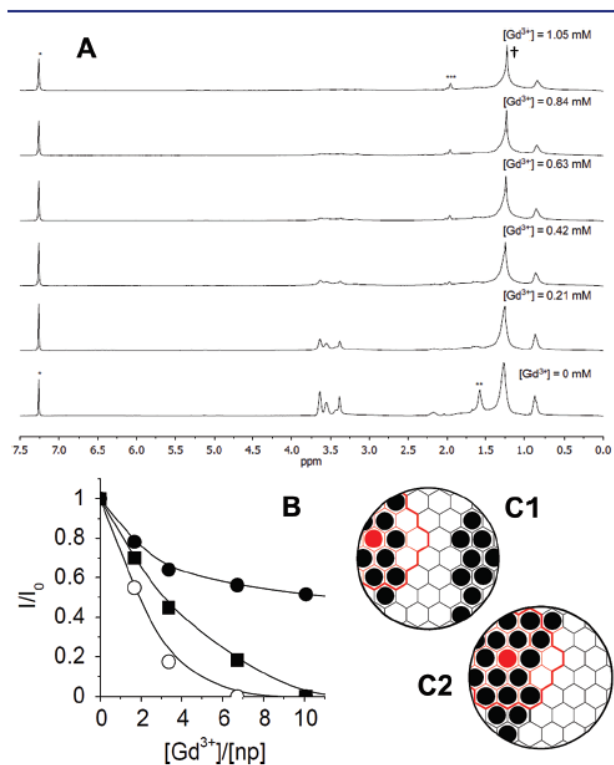 A
[Gd³⁺] = 1.05 mM
*
***
†
[Gd³⁺] = 0.84 mM
[Gd³⁺] = 0.63 mM
[Gd³⁺] = 0.42 mM
[Gd³⁺] = 0.21 mM
[Gd³⁺] = 0 mM
*
**
7.5 7.0 6.5 6.0 5.5 5.0 4.5 4.0 3.5 3.0 2.5 2.0 1.5 1.0 0.5 0.0
ppm
B
I/I₀
1
0.8
0.6
0.4
0.2
0
0 2 4 6 8 10
[Gd³⁺]/[np]
C1
C2